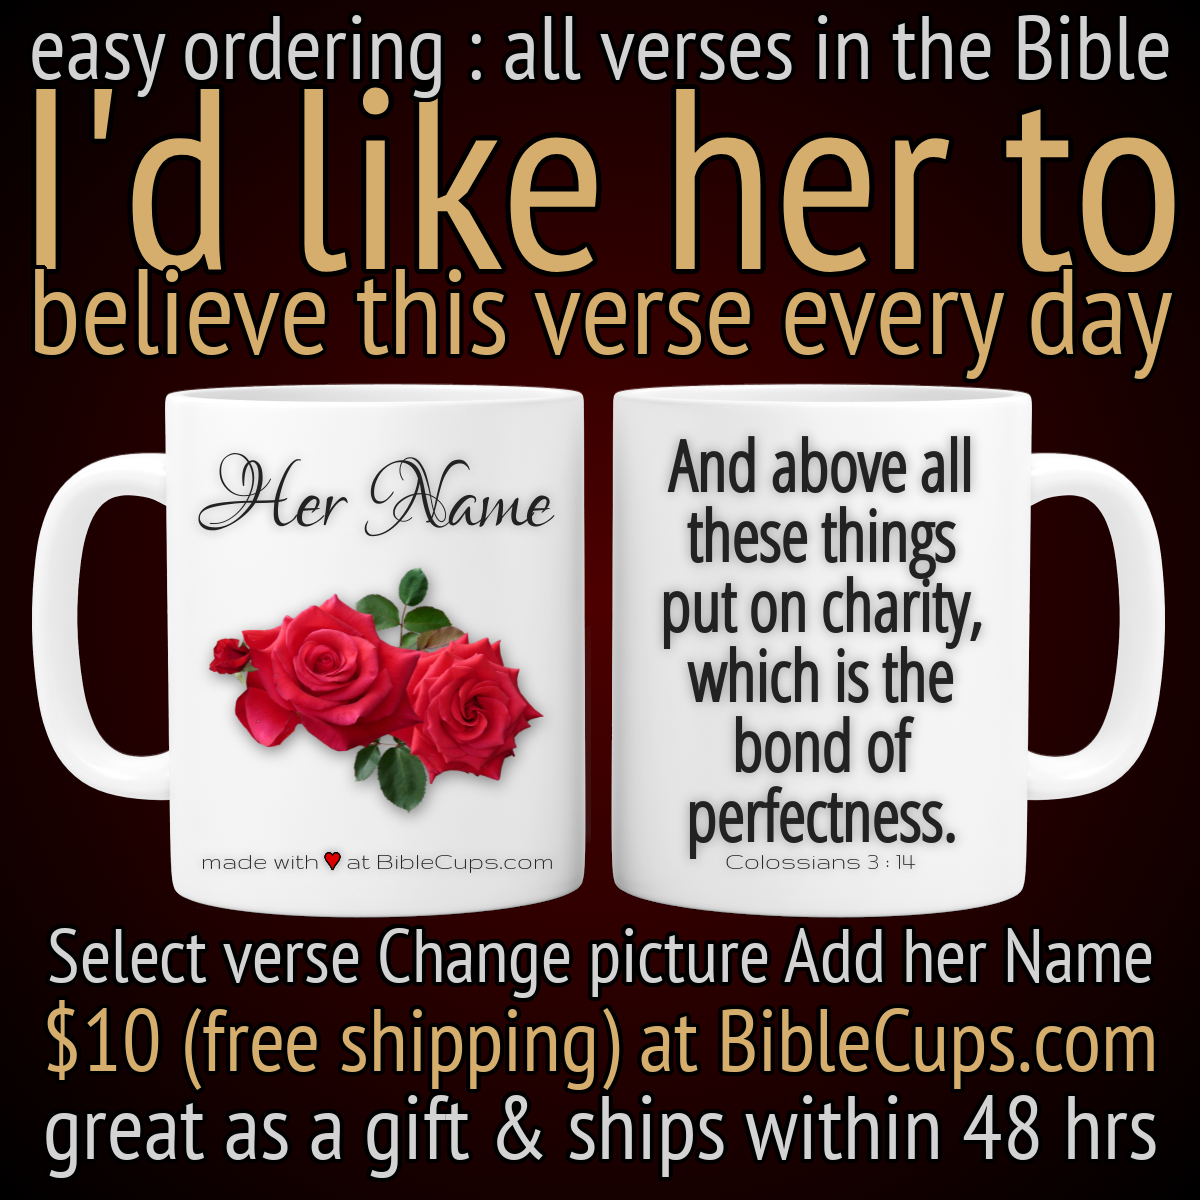 easy ordering : all verses in the Bible
I'd like her to
believe this verse every day
Her Name
made with ♥ at BibleCups.com
And above all
these things
put on charity,
which is the
bond of
perfectness.
Colossians 3 : 14
Select verse Change picture Add her Name
$10 (free shipping) at BibleCups.com
great as a gift & ships within 48 hrs